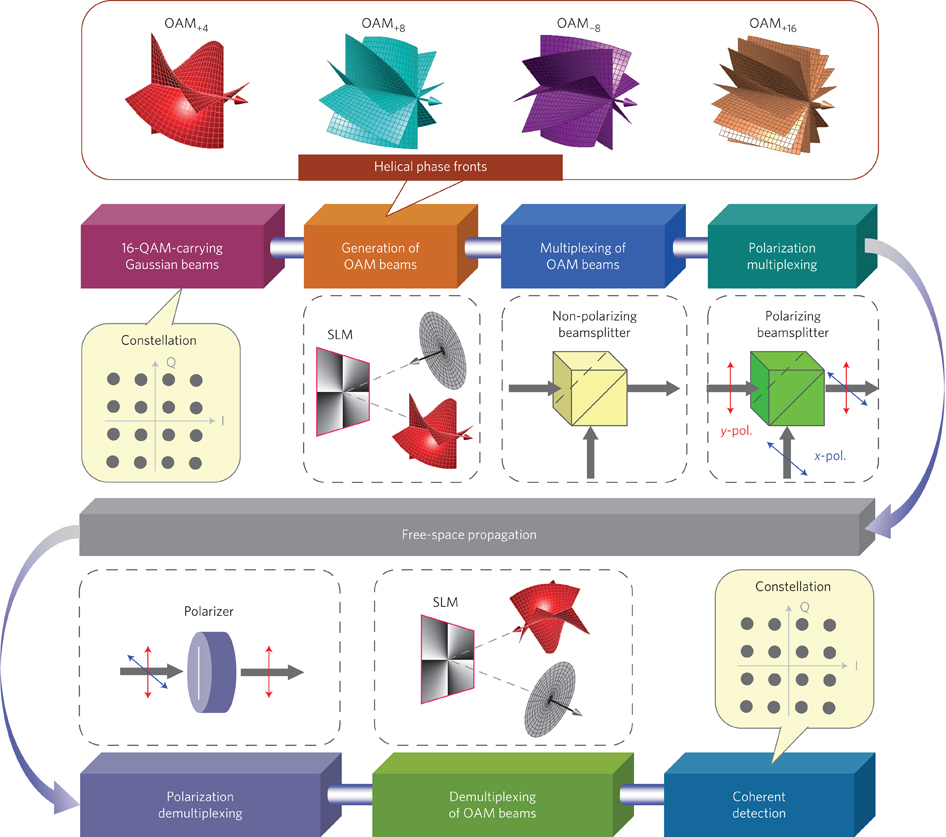 OAM+4
OAM+8
OAM−8
OAM+16
Helical phase fronts
16-QAM-carrying
Gaussian beams
Generation of
OAM beams
Multiplexing of
OAM beams
Polarization
multiplexing
Constellation
Q
I
SLM
Non-polarizing
beamsplitter
Polarizing
beamsplitter
y-pol.
x-pol.
Free-space propagation
Polarizer
SLM
Constellation
Q
I
Polarization
demultiplexing
Demultiplexing
of OAM beams
Coherent
detection